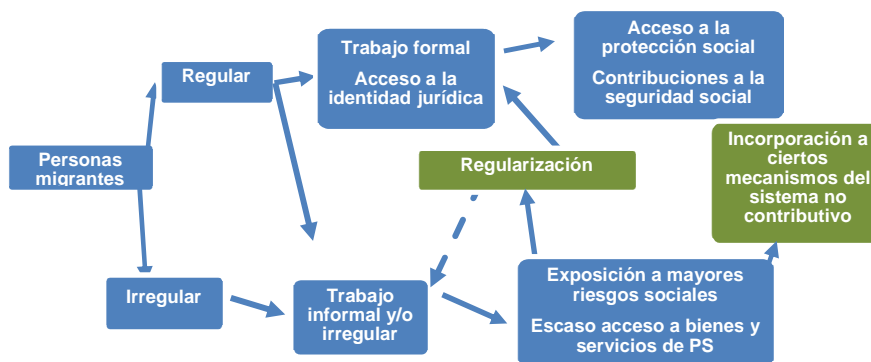 Trabajo formal
Acceso a la
identidad jurídica
Acceso a la
protección social
Contribuciones a la
seguridad social
Regular
Personas
migrantes
Regularización
Incorporación a
ciertos
mecanismos del
sistema no
contributivo
Irregular
Trabajo
informal y/o
irregular
Exposición a mayores
riesgos sociales
Escaso acceso a bienes y
servicios de PS